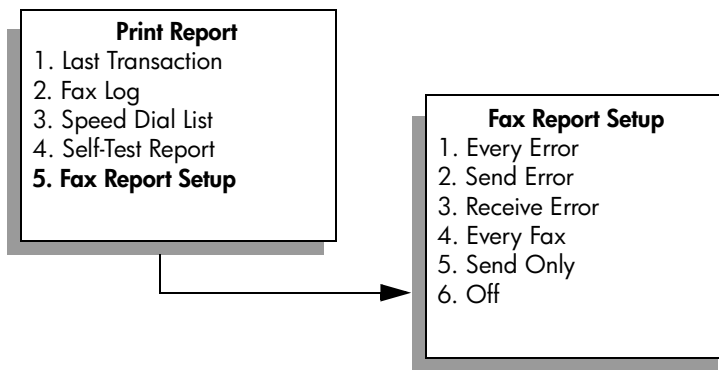 Print Report
1. Last Transaction
2. Fax Log
3. Speed Dial List
4. Self-Test Report
5. Fax Report Setup
Fax Report Setup
1. Every Error
2. Send Error
3. Receive Error
4. Every Fax
5. Send Only
6. Off